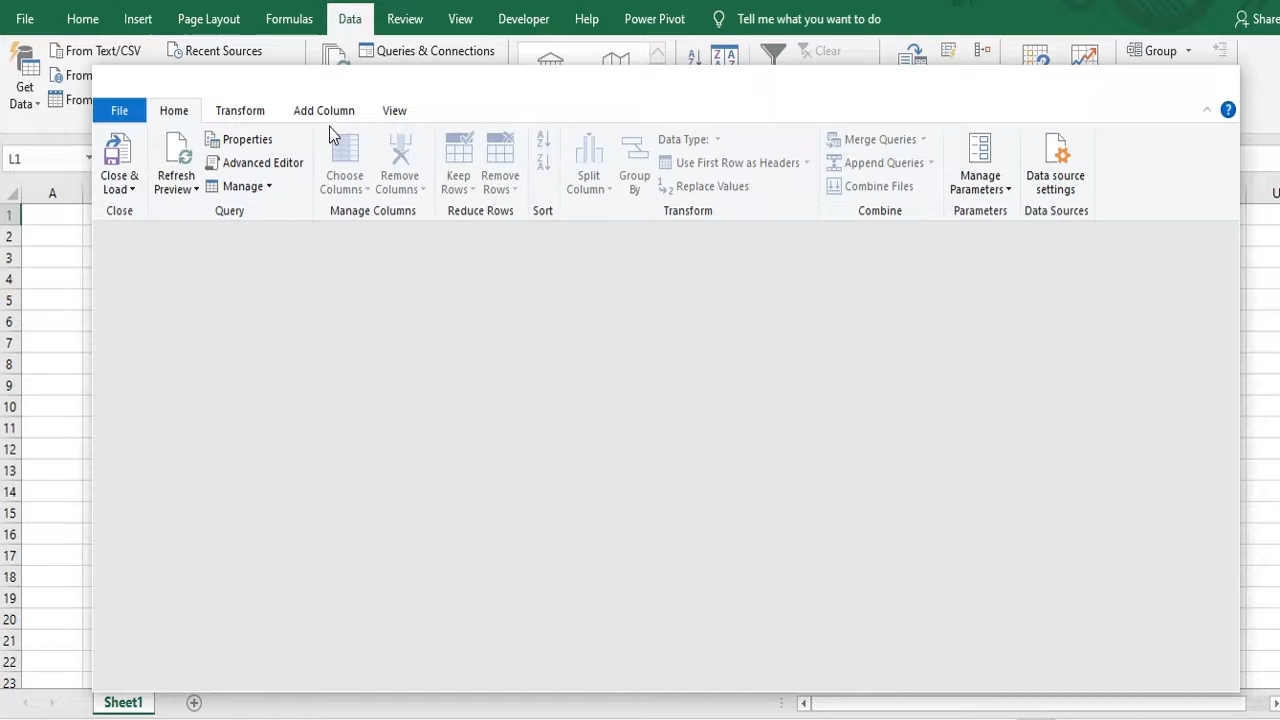 File Home Insert Page Layout Formulas Data Review View Developer Help Power Pivot Tell me what you want to do Share
From Text/CSV Recent Sources Queries & Connections Clear Group
Get Data
From
From
L1
File Home Transform Add Column View
Close & Load
Refresh Preview
Properties
Advanced Editor
Manage
Choose Columns
Remove Columns
Keep Rows
Remove Rows
Split Column
Group By
Data Type:
Use First Row as Headers
Replace Values
Merge Queries
Append Queries
Combine Files
Manage Parameters
Data source settings
Close Query Manage Columns Reduce Rows Sort Transform Combine Parameters Data Sources
A U
1
2
3
4
5
6
7
8
9
10
11
12
13
14
15
16
17
18
19
20
21
22
23
Sheet1